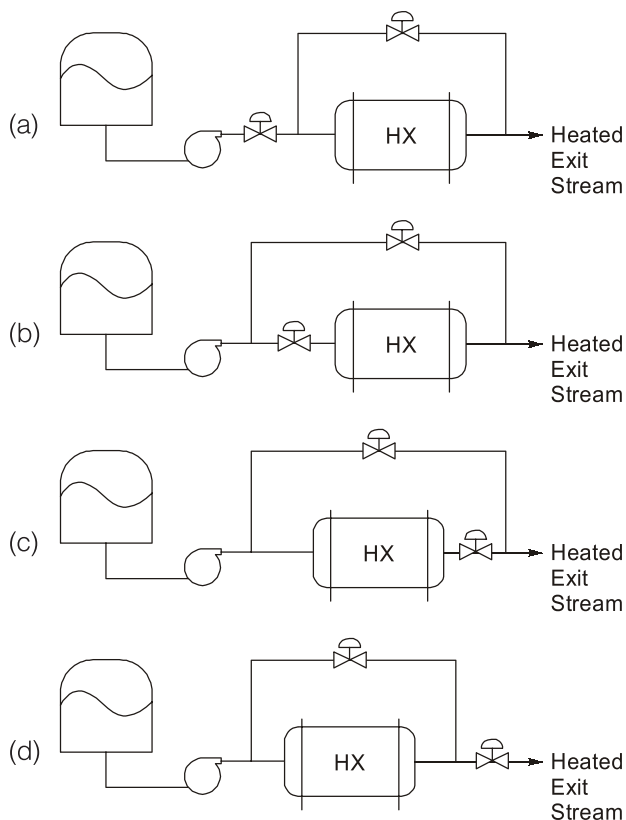 (a)
HX
Heated
Exit
Stream
(b)
HX
Heated
Exit
Stream
(c)
HX
Heated
Exit
Stream
(d)
HX
Heated
Exit
Stream